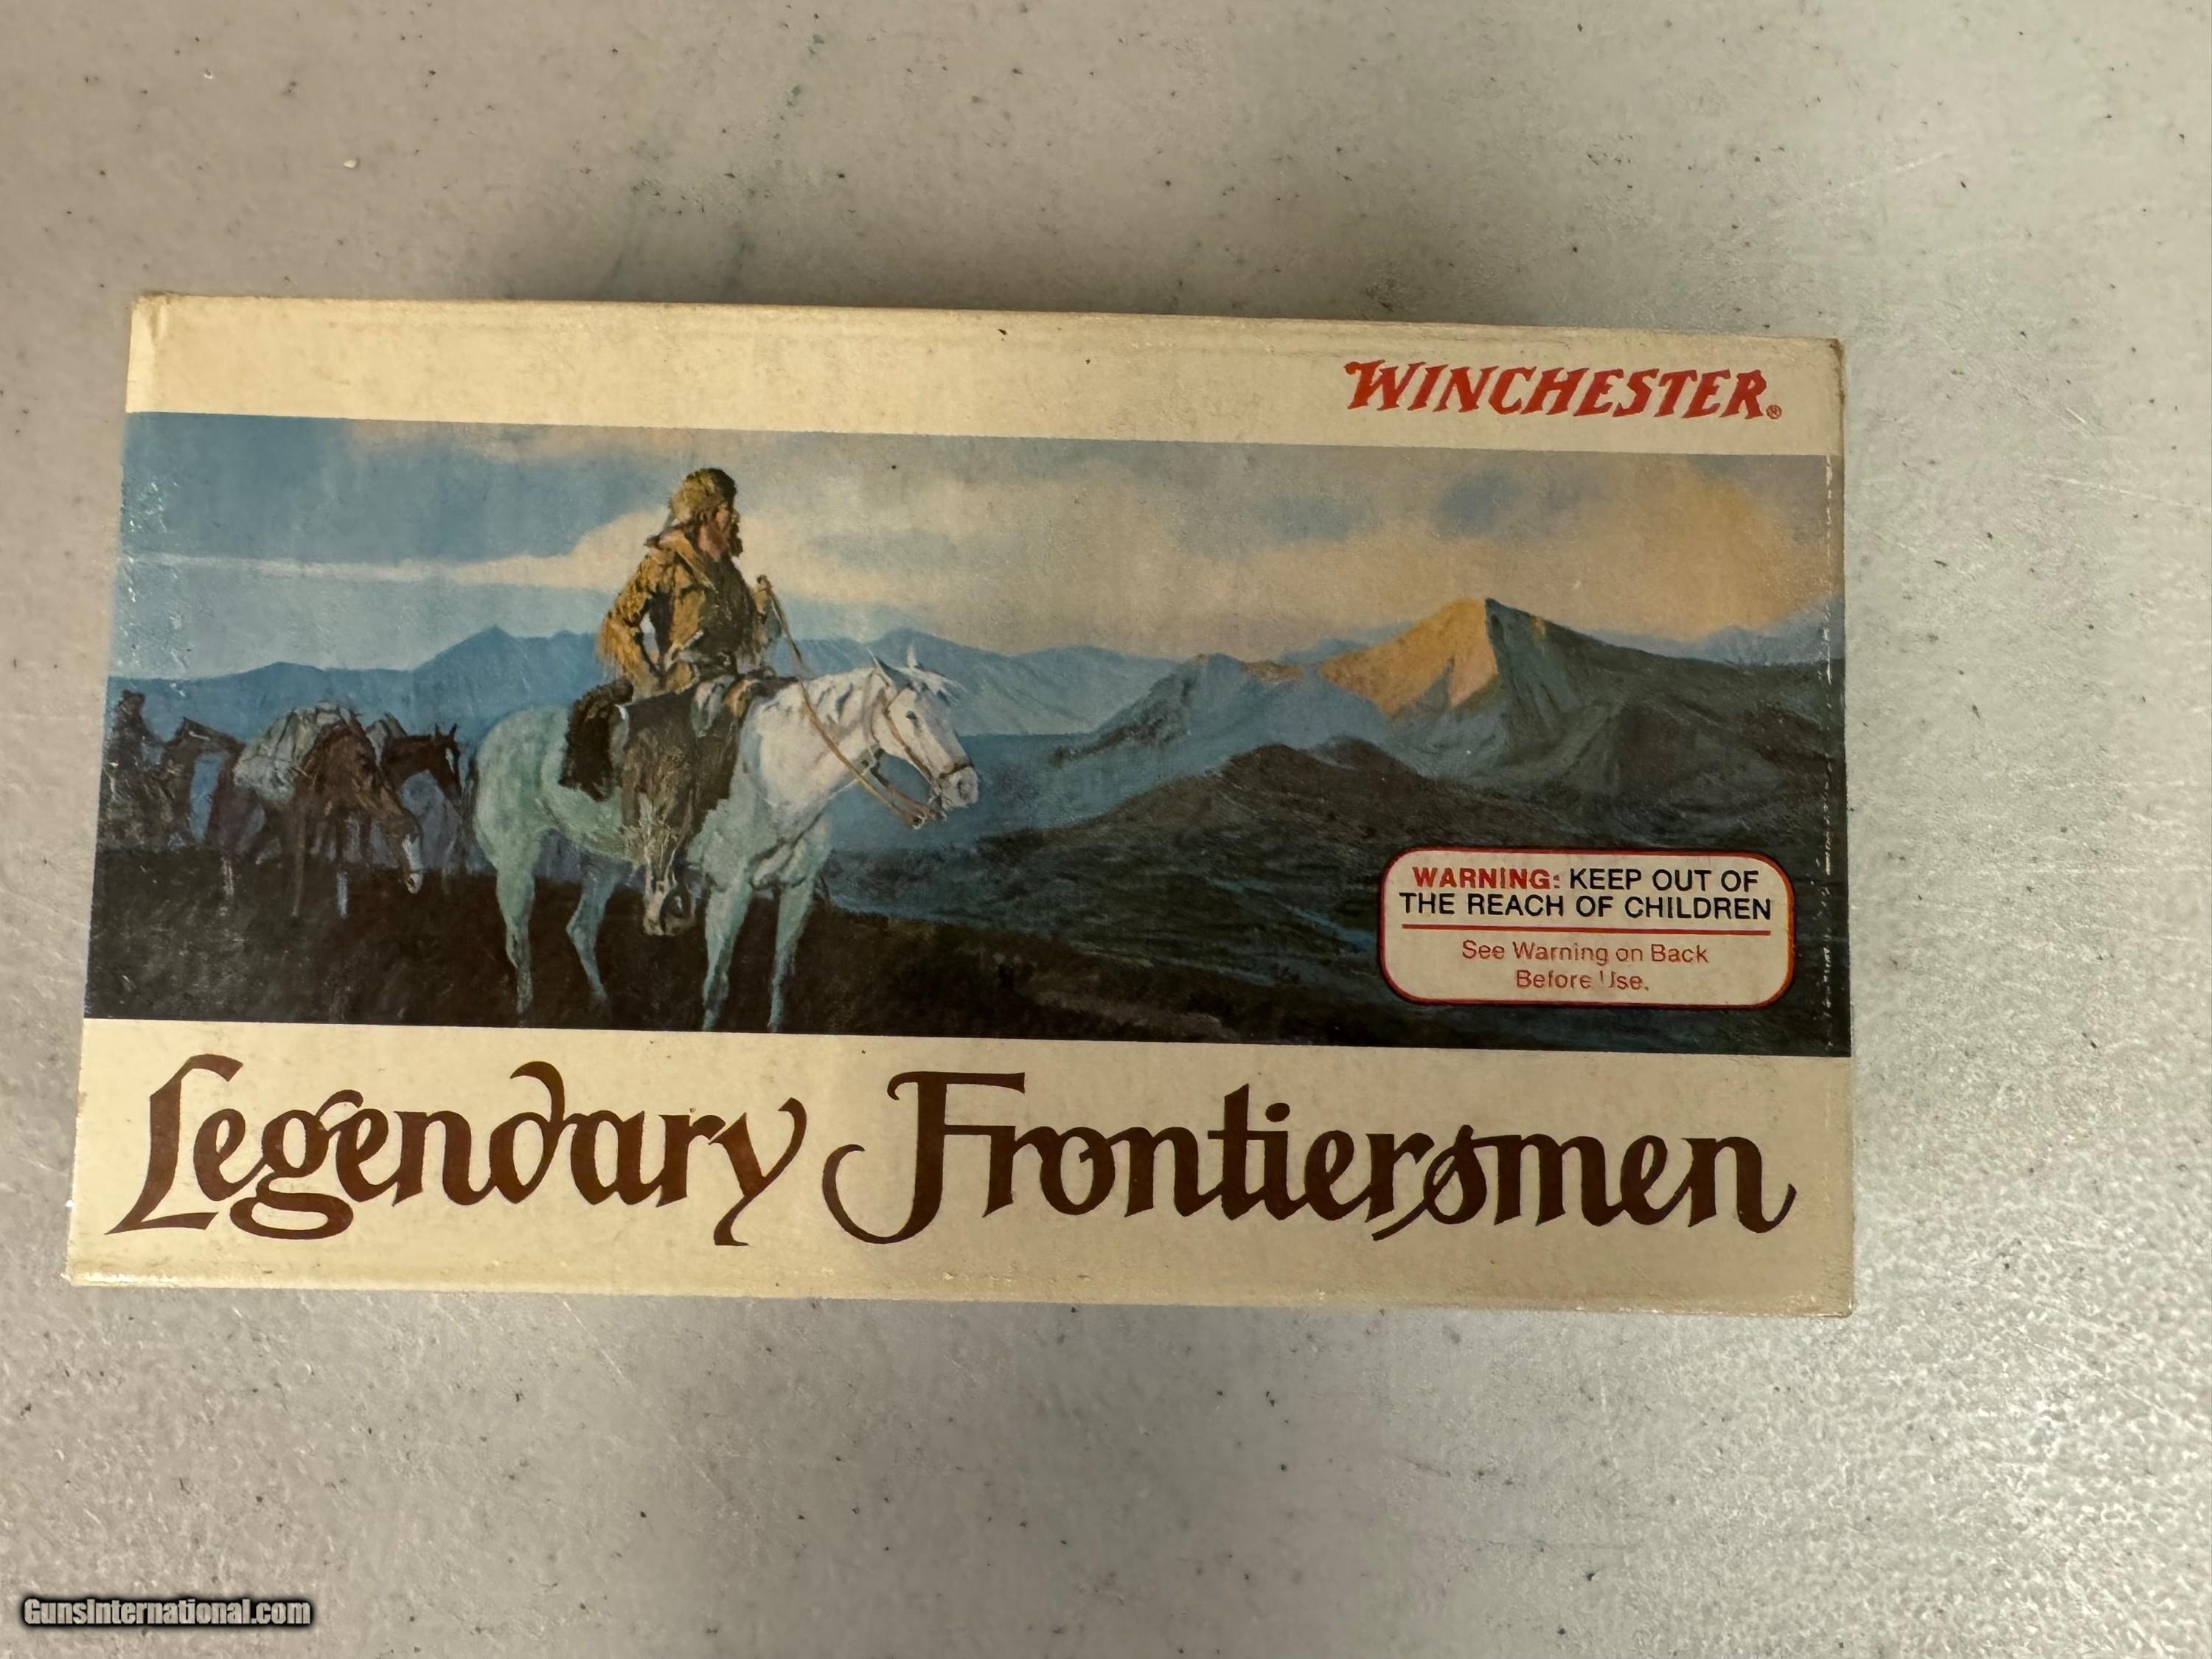 WINCHESTER®
WARNING: KEEP OUT OF
THE REACH OF CHILDREN
See Warning on Back
Before Use.
Legendary Frontiersmen
GunsInternational.com